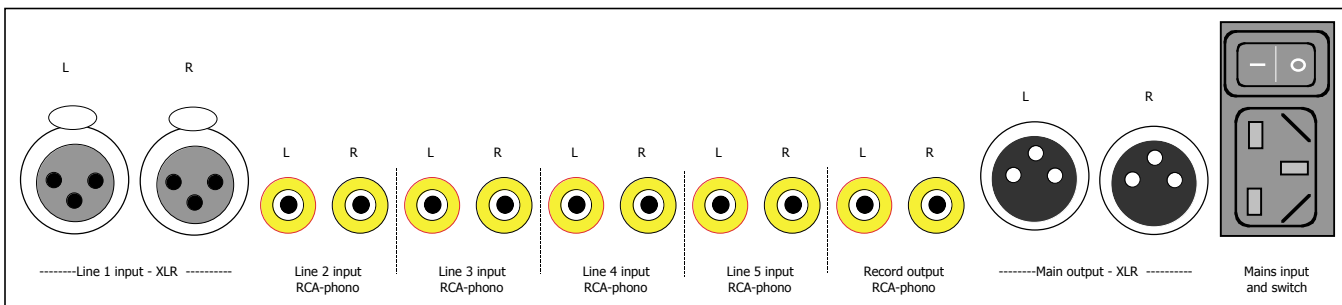 L R
L R
L R L R L R L R L R
I O
--------Line 1 input - XLR ----------
Line 2 input
RCA-phono
Line 3 input
RCA-phono
Line 4 input
RCA-phono
Line 5 input
RCA-phono
Record output
RCA-phono
--------Main output - XLR ----------
Mains input
and switch